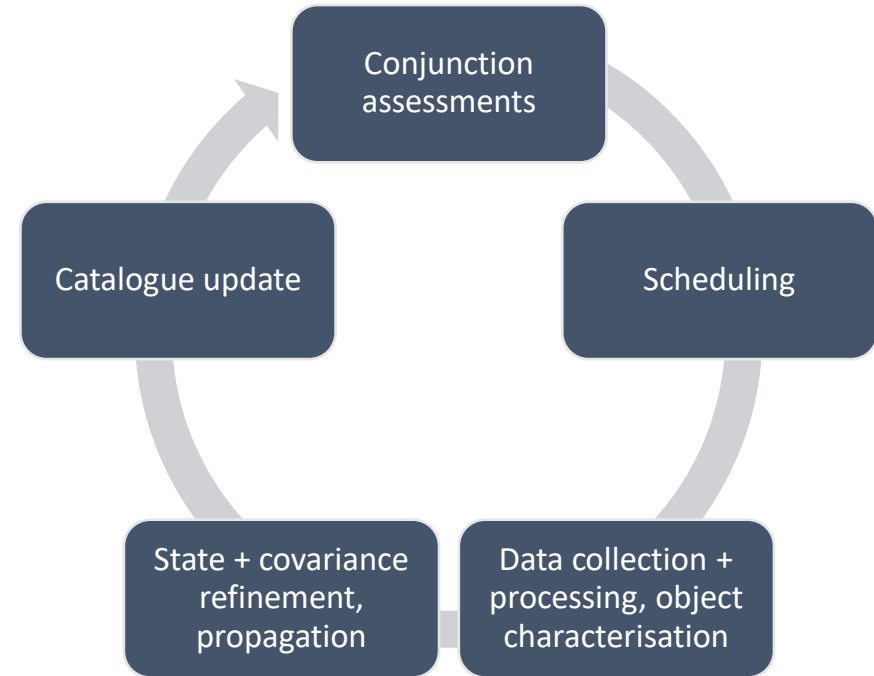 Conjunction
assessments
Scheduling
Data collection +
processing, object
characterisation
State + covariance
refinement,
propagation
Catalogue update